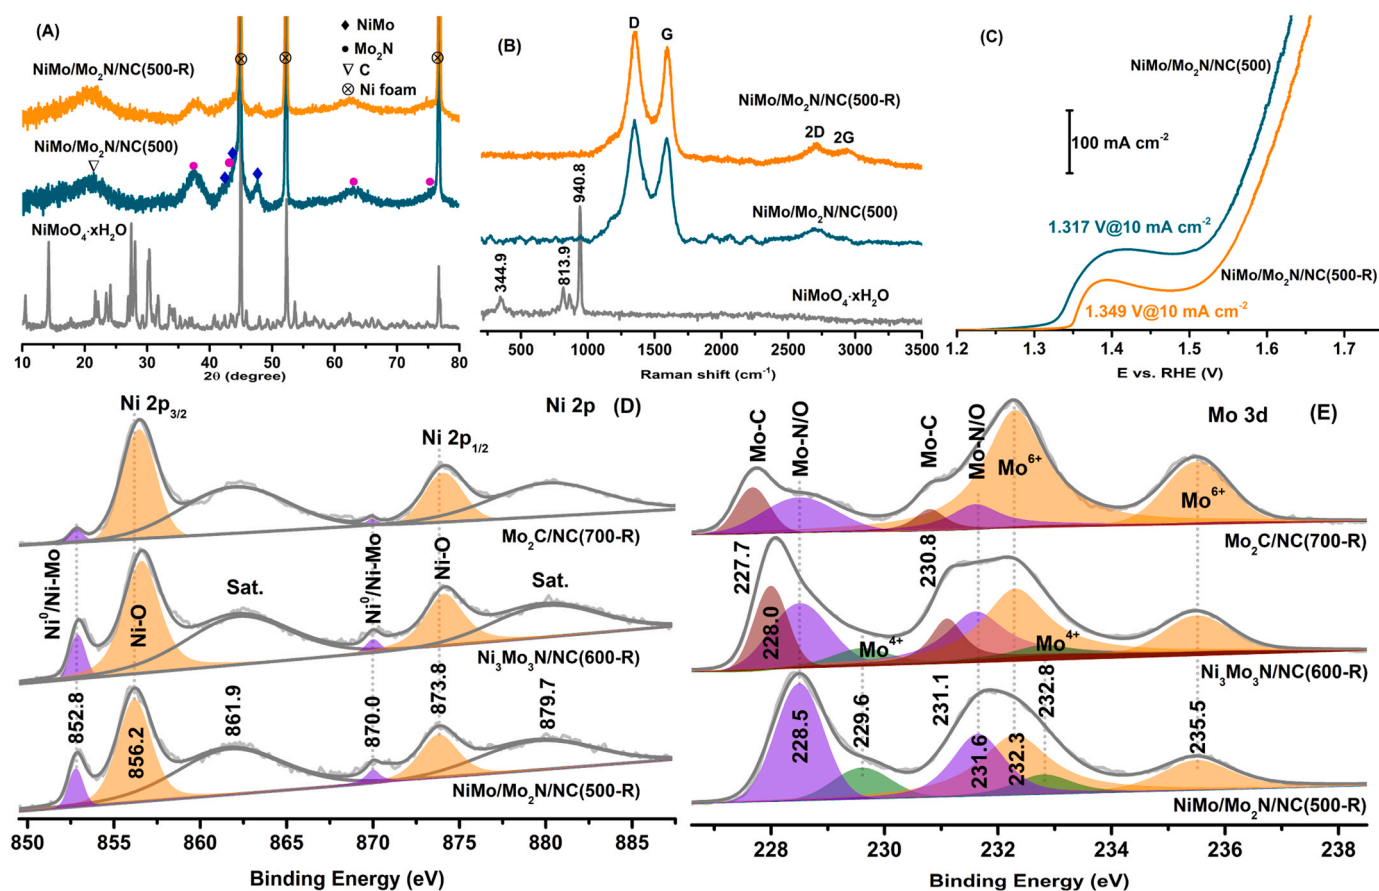 (A)
◆ NiMo
● Mo₂N
▽ C
⊗ Ni foam
NiMo/Mo₂N/NC(500-R)
NiMo/Mo₂N/NC(500)
NiMoO₄·xH₂O
10 20 30 40 50 60 70 80
2θ (degree)
(B)
D
G
NiMo/Mo₂N/NC(500-R)
2D
2G
940.8
NiMo/Mo₂N/NC(500)
344.9
813.9
NiMoO₄·xH₂O
500 1000 1500 2000 2500 3000 3500
Raman shift (cm⁻¹)
(C)
NiMo/Mo₂N/NC(500)
100 mA cm⁻²
1.317 V@10 mA cm⁻²
NiMo/Mo₂N/NC(500-R)
1.349 V@10 mA cm⁻²
1.2 1.3 1.4 1.5 1.6 1.7
E vs. RHE (V)
Ni 2p (D)
Ni 2p₃/₂
Ni 2p₁/₂
Mo₂C/NC(700-R)
Ni⁰/Ni-Mo
Ni-O
Sat.
Ni⁰/Ni-Mo
Ni-O
Sat.
Ni₃Mo₃N/NC(600-R)
852.8
856.2
861.9
870.0
873.8
879.7
NiMo/Mo₂N/NC(500-R)
850 855 860 865 870 875 880 885
Binding Energy (eV)
Mo 3d (E)
Mo-C
Mo-N/O
Mo-C
Mo-N/O
Mo⁶⁺
Mo⁶⁺
Mo₂C/NC(700-R)
227.7
230.8
228.0
Mo⁴⁺
Mo⁴⁺
Ni₃Mo₃N/NC(600-R)
228.5
229.6
231.1
231.6
232.3
232.8
235.5
NiMo/Mo₂N/NC(500-R)
228 230 232 234 236 238
Binding Energy (eV)